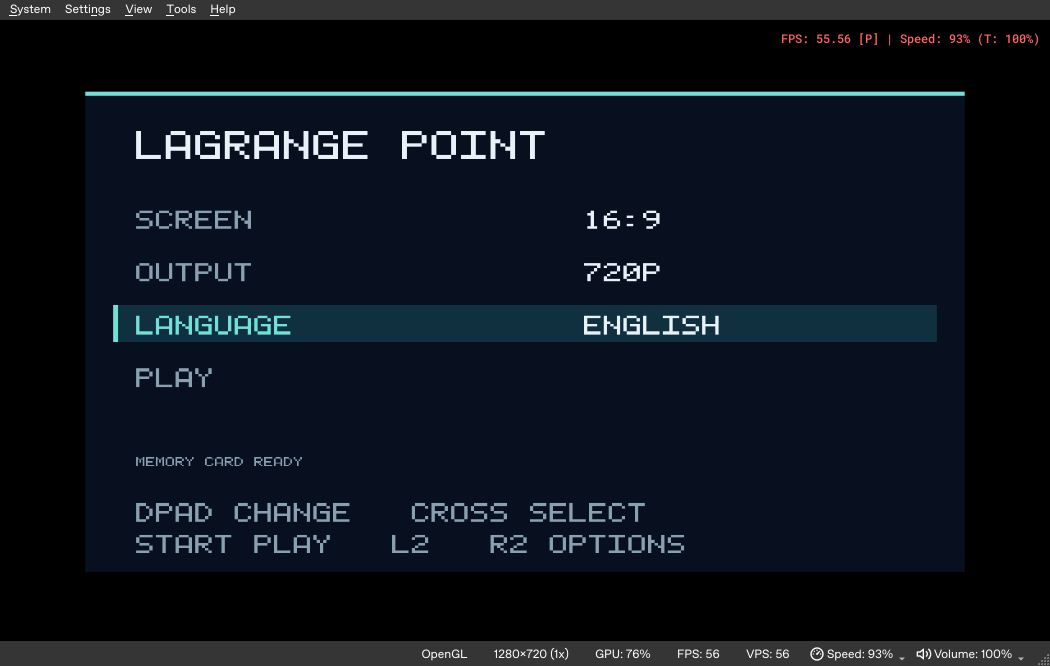 System Settings View Tools Help
FPS: 55.56 [P] | Speed: 93% (T: 100%)
LAGRANGE POINT
SCREEN 16:9
OUTPUT 720P
LANGUAGE ENGLISH
PLAY
MEMORY CARD READY
DPAD CHANGE CROSS SELECT
START PLAY L2 R2 OPTIONS
OpenGL 1280×720 (1x) GPU: 76% FPS: 56 VPS: 56 Speed: 93% Volume: 100%